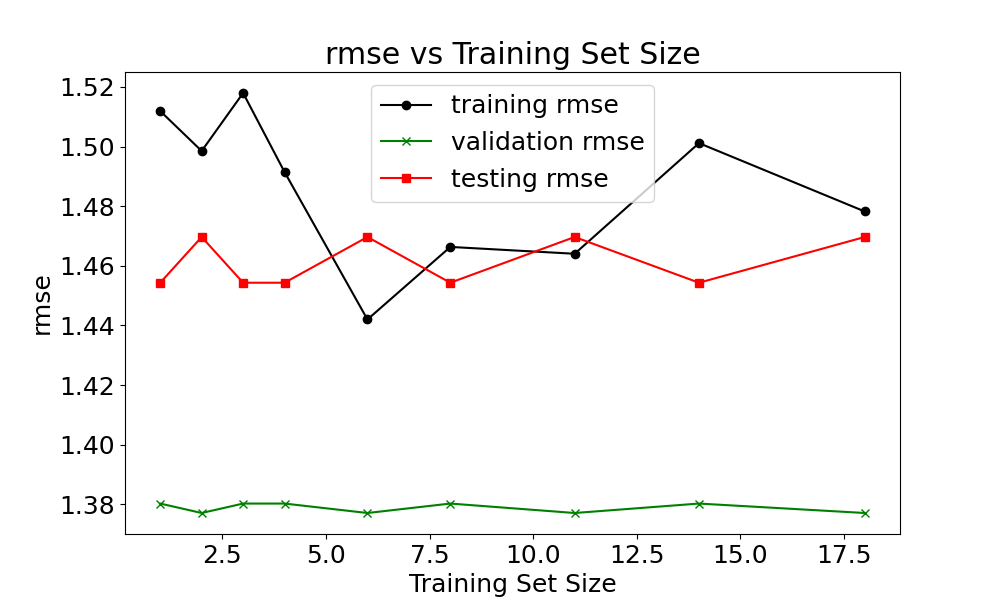 rmse vs Training Set Size
1.52
1.50
1.48
1.46
1.44
1.42
1.40
1.38
rmse
training rmse
validation rmse
testing rmse
2.5 5.0 7.5 10.0 12.5 15.0 17.5
Training Set Size